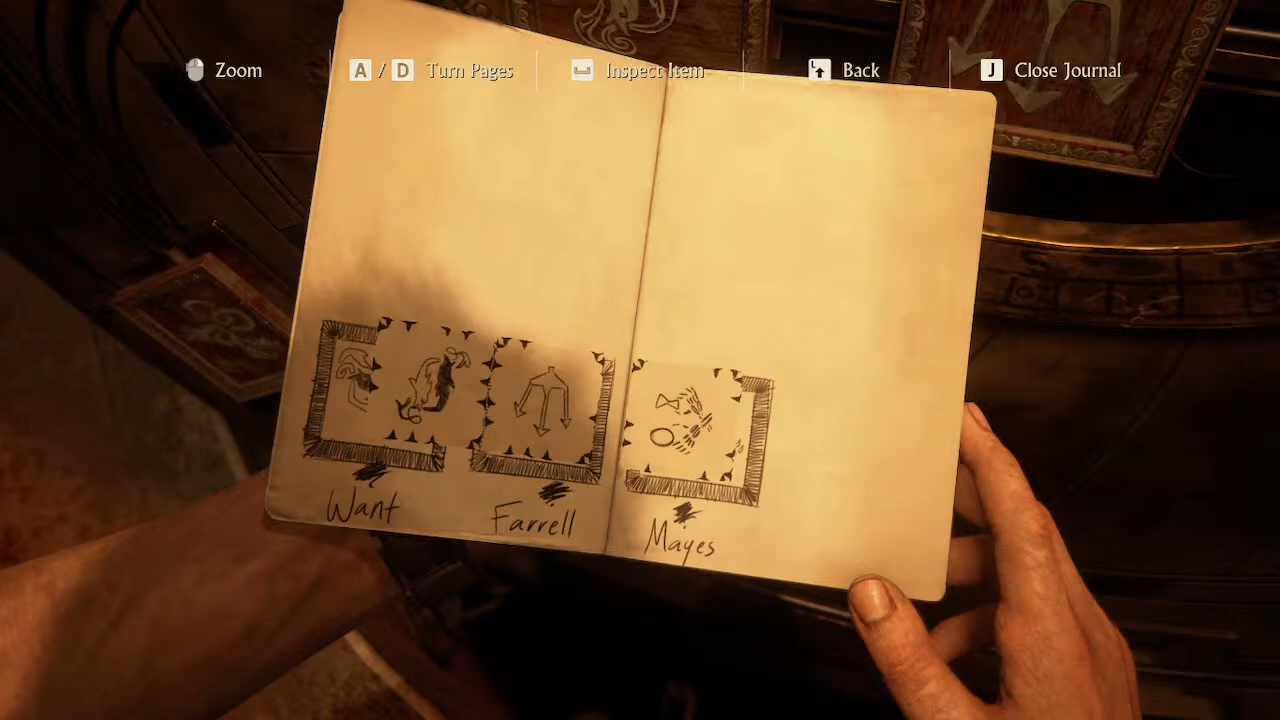 Zoom
A / D Turn Pages
Inspect Item
Back
J Close Journal
Want
Farrell
Mayes